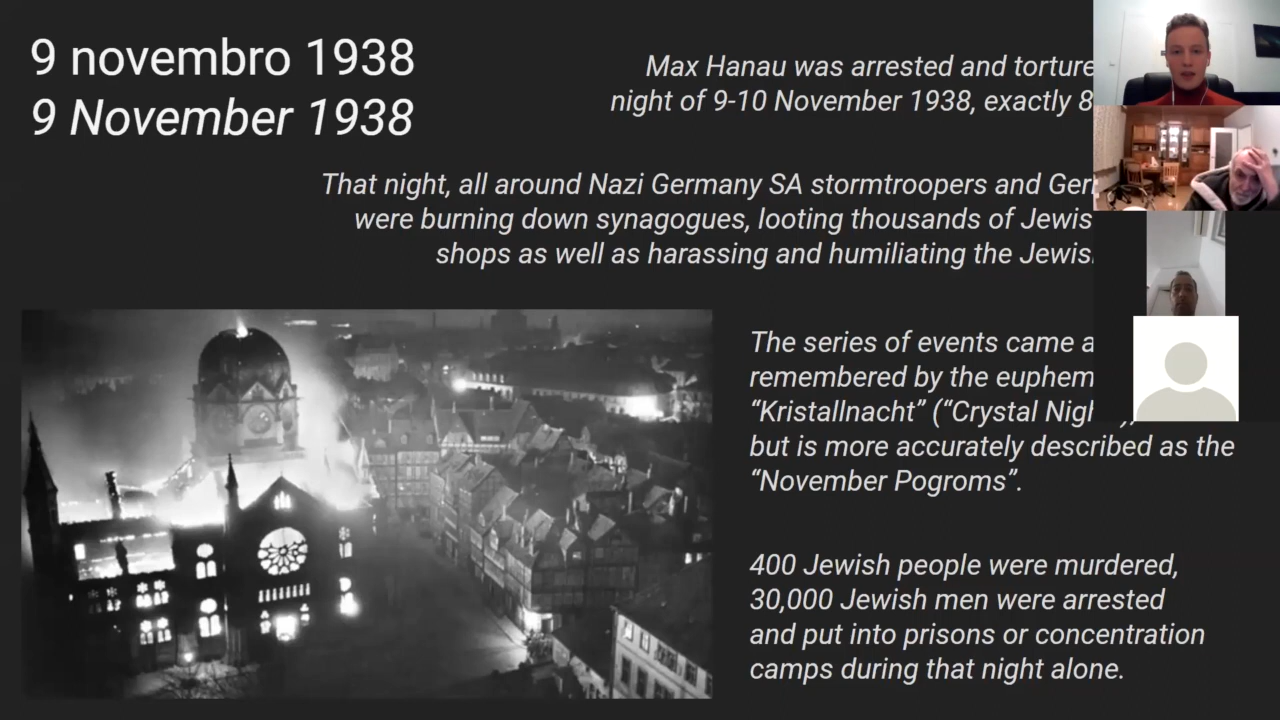 9 novembro 1938
9 November 1938
Max Hanau was arrested and torture
night of 9-10 November 1938, exactly 8
That night, all around Nazi Germany SA stormtroopers and Ger
were burning down synagogues, looting thousands of Jewis
shops as well as harassing and humiliating the Jewis
The series of events came a
remembered by the euphem
“Kristallnacht” (“Crystal Nigh
but is more accurately described as the
“November Pogroms”.
400 Jewish people were murdered,
30,000 Jewish men were arrested
and put into prisons or concentration
camps during that night alone.